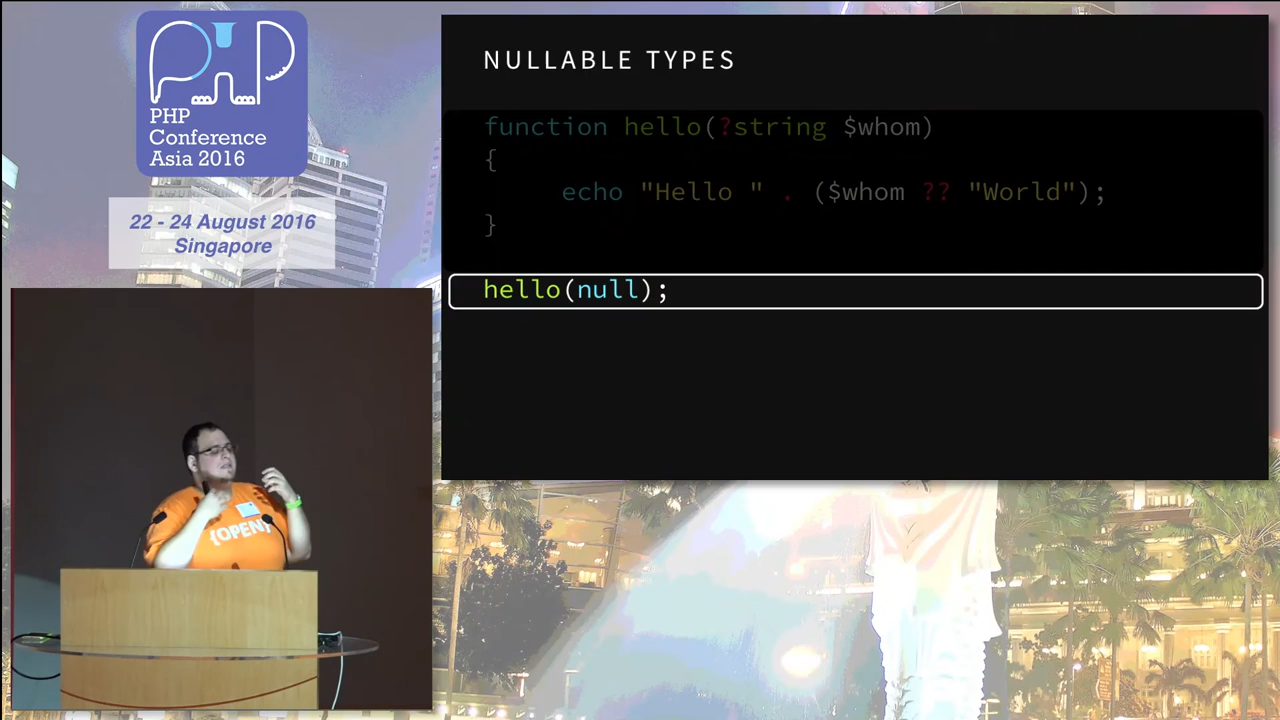 PHP
Conference
Asia 2016
22 - 24 August 2016
Singapore
NULLABLE TYPES
function hello(?string $whom)
{
echo "Hello " . ($whom ?? "World");
}
hello(null);
{OPEN}